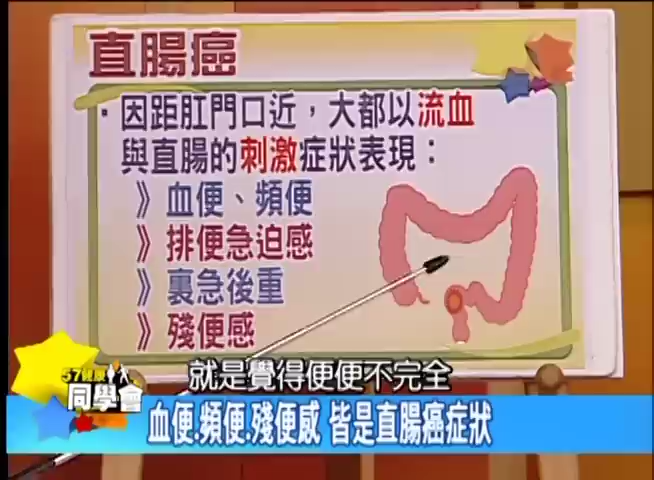 直腸癌
·因距肛門口近，大都以流血
與直腸的刺激症狀表現：
》血便、頻便
》排便急迫感
》裏急後重
》殘便感
就是覺得便便不完全
57健康
同學會
血便.頻便.殘便感 皆是直腸癌症狀